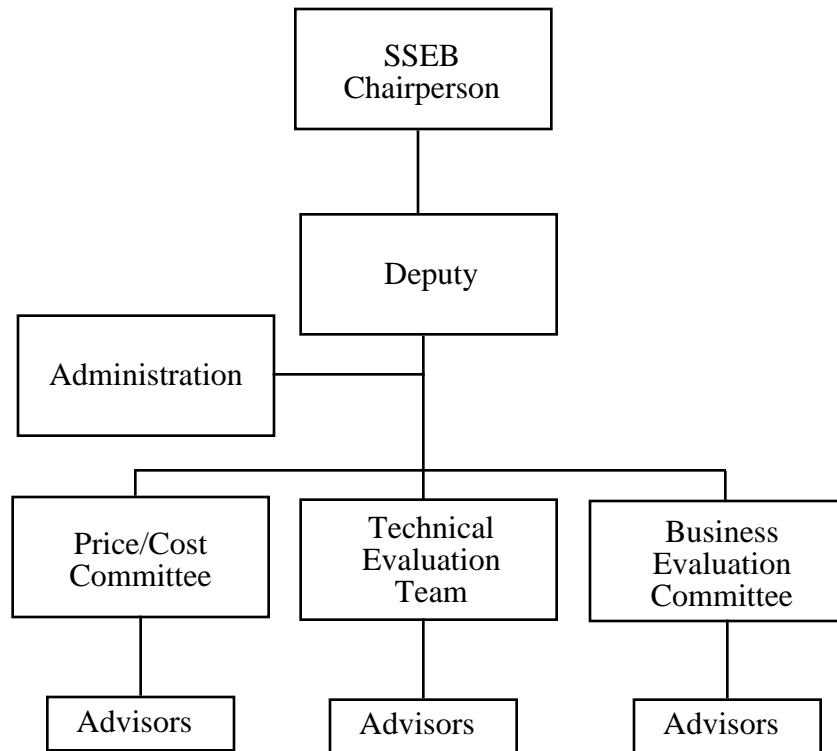 SSEB
Chairperson
Deputy
Administration
Price/Cost
Committee
Technical
Evaluation
Team
Business
Evaluation
Committee
Advisors
Advisors
Advisors